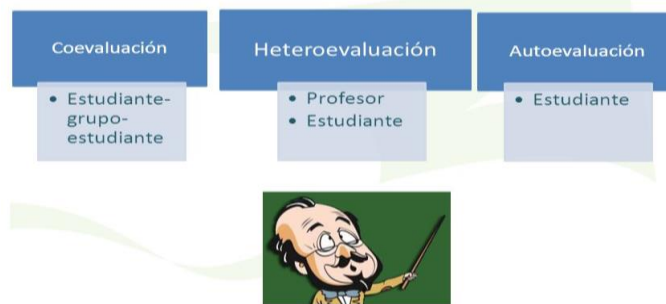 Coevaluación
• Estudiante-
grupo-
estudiante
Heteroevaluación
• Profesor
• Estudiante
Autoevaluación
• Estudiante